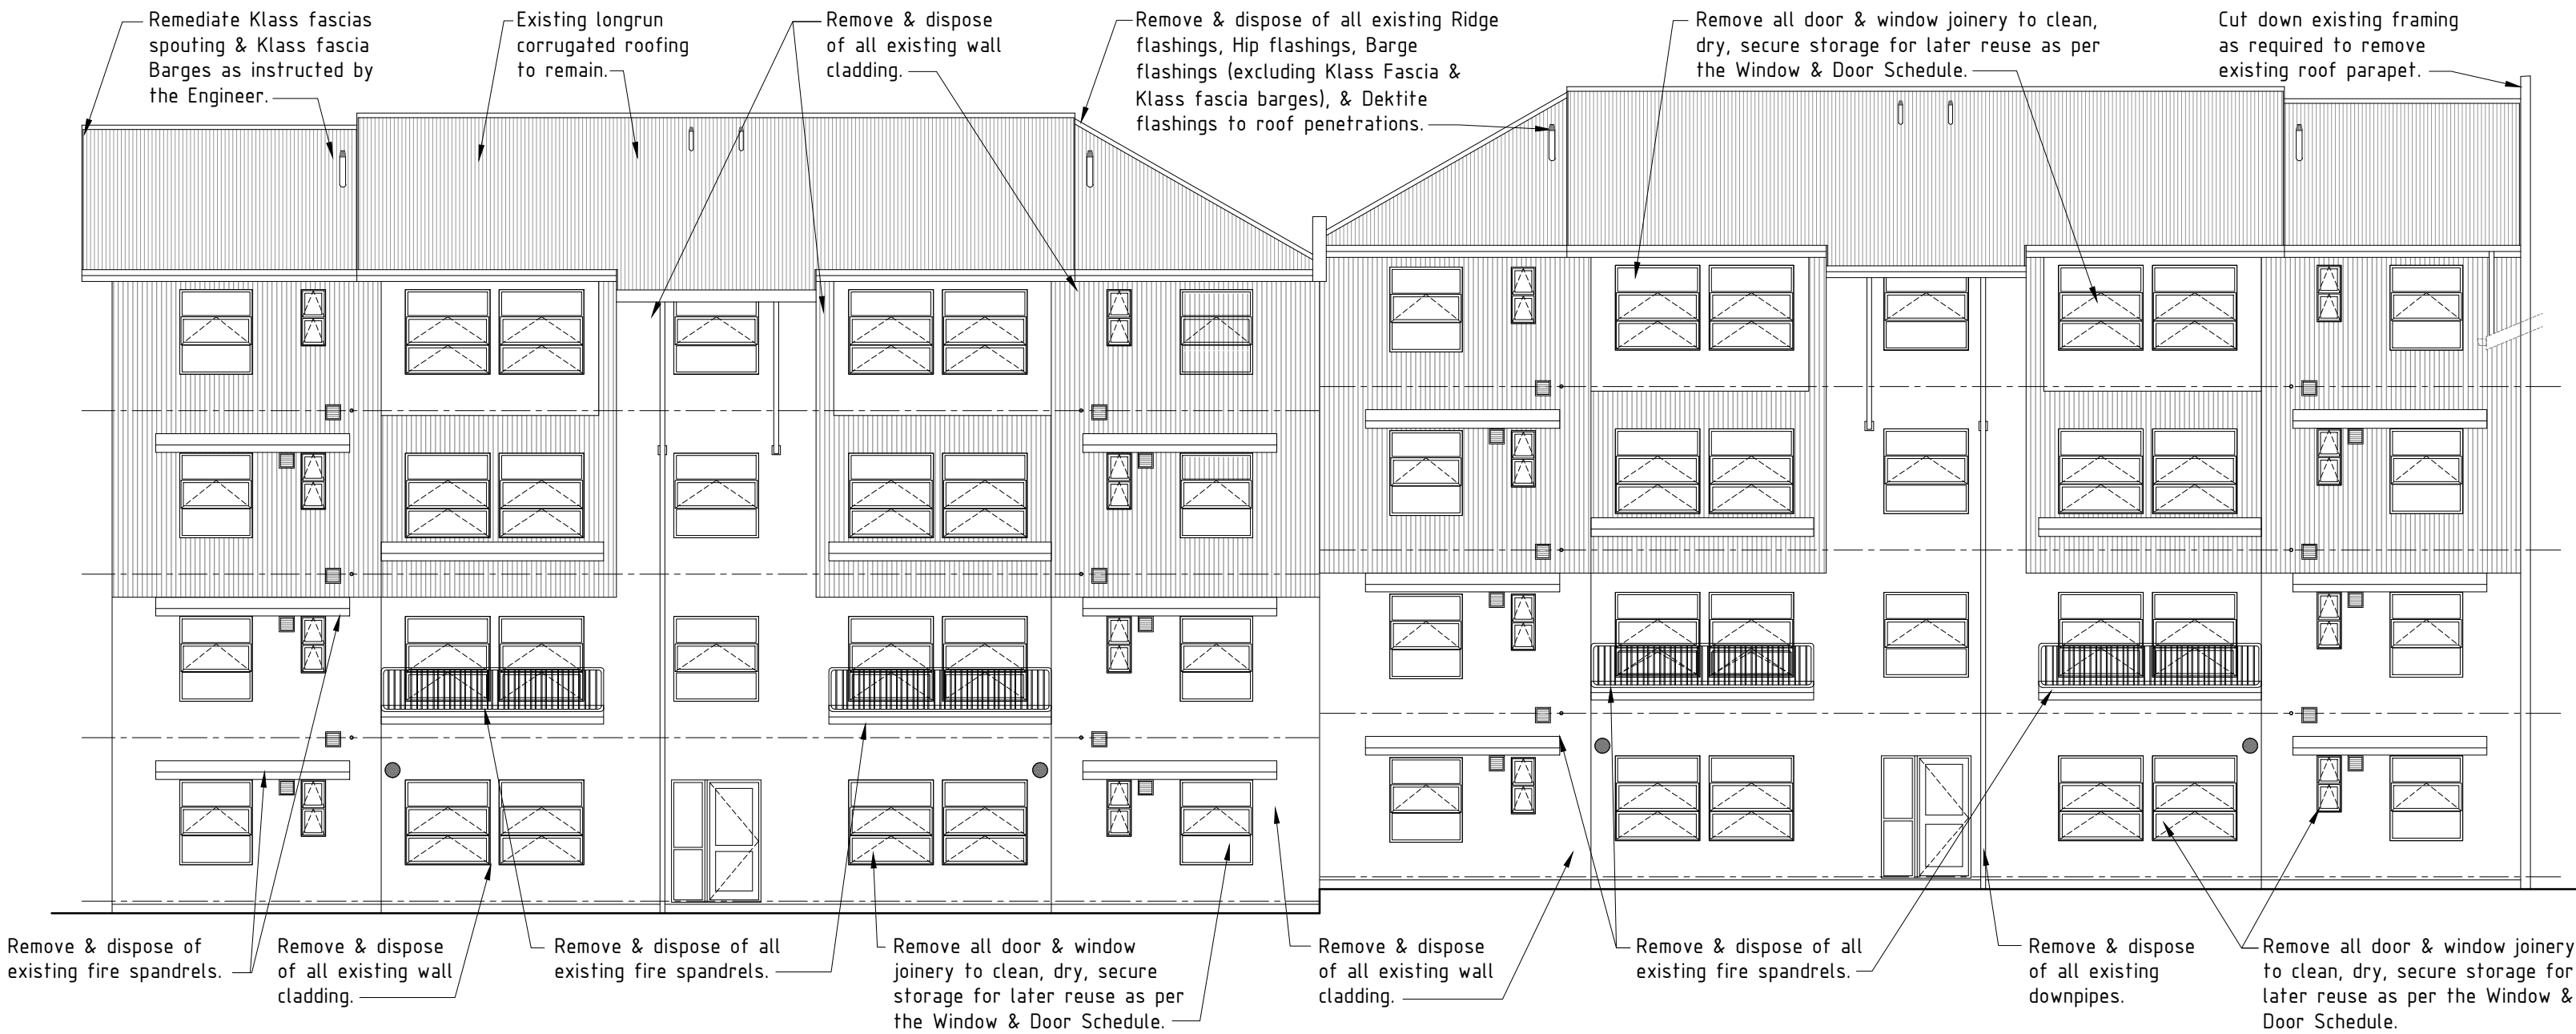 Remediate Klass fascias
spouting & Klass fascia
Barges as instructed by
the Engineer.
Existing longrun
corrugated roofing
to remain.
Remove & dispose
of all existing wall
cladding.
Remove & dispose of all existing Ridge
flashings, Hip flashings, Barge
flashings (excluding Klass Fascia &
Klass fascia barges), & Dektite
flashings to roof penetrations.
Remove all door & window joinery to clean,
dry, secure storage for later reuse as per
the Window & Door Schedule.
Cut down existing framing
as required to remove
existing roof parapet.
Remove & dispose of
existing fire spandrels.
Remove & dispose
of all existing wall
cladding.
Remove & dispose of all
existing fire spandrels.
Remove all door & window
joinery to clean, dry, secure
storage for later reuse as per
the Window & Door Schedule.
Remove & dispose
of all existing wall
cladding.
Remove & dispose of all
existing fire spandrels.
Remove & dispose
of all existing
downpipes.
Remove all door & window joinery
to clean, dry, secure storage for
later reuse as per the Window &
Door Schedule.